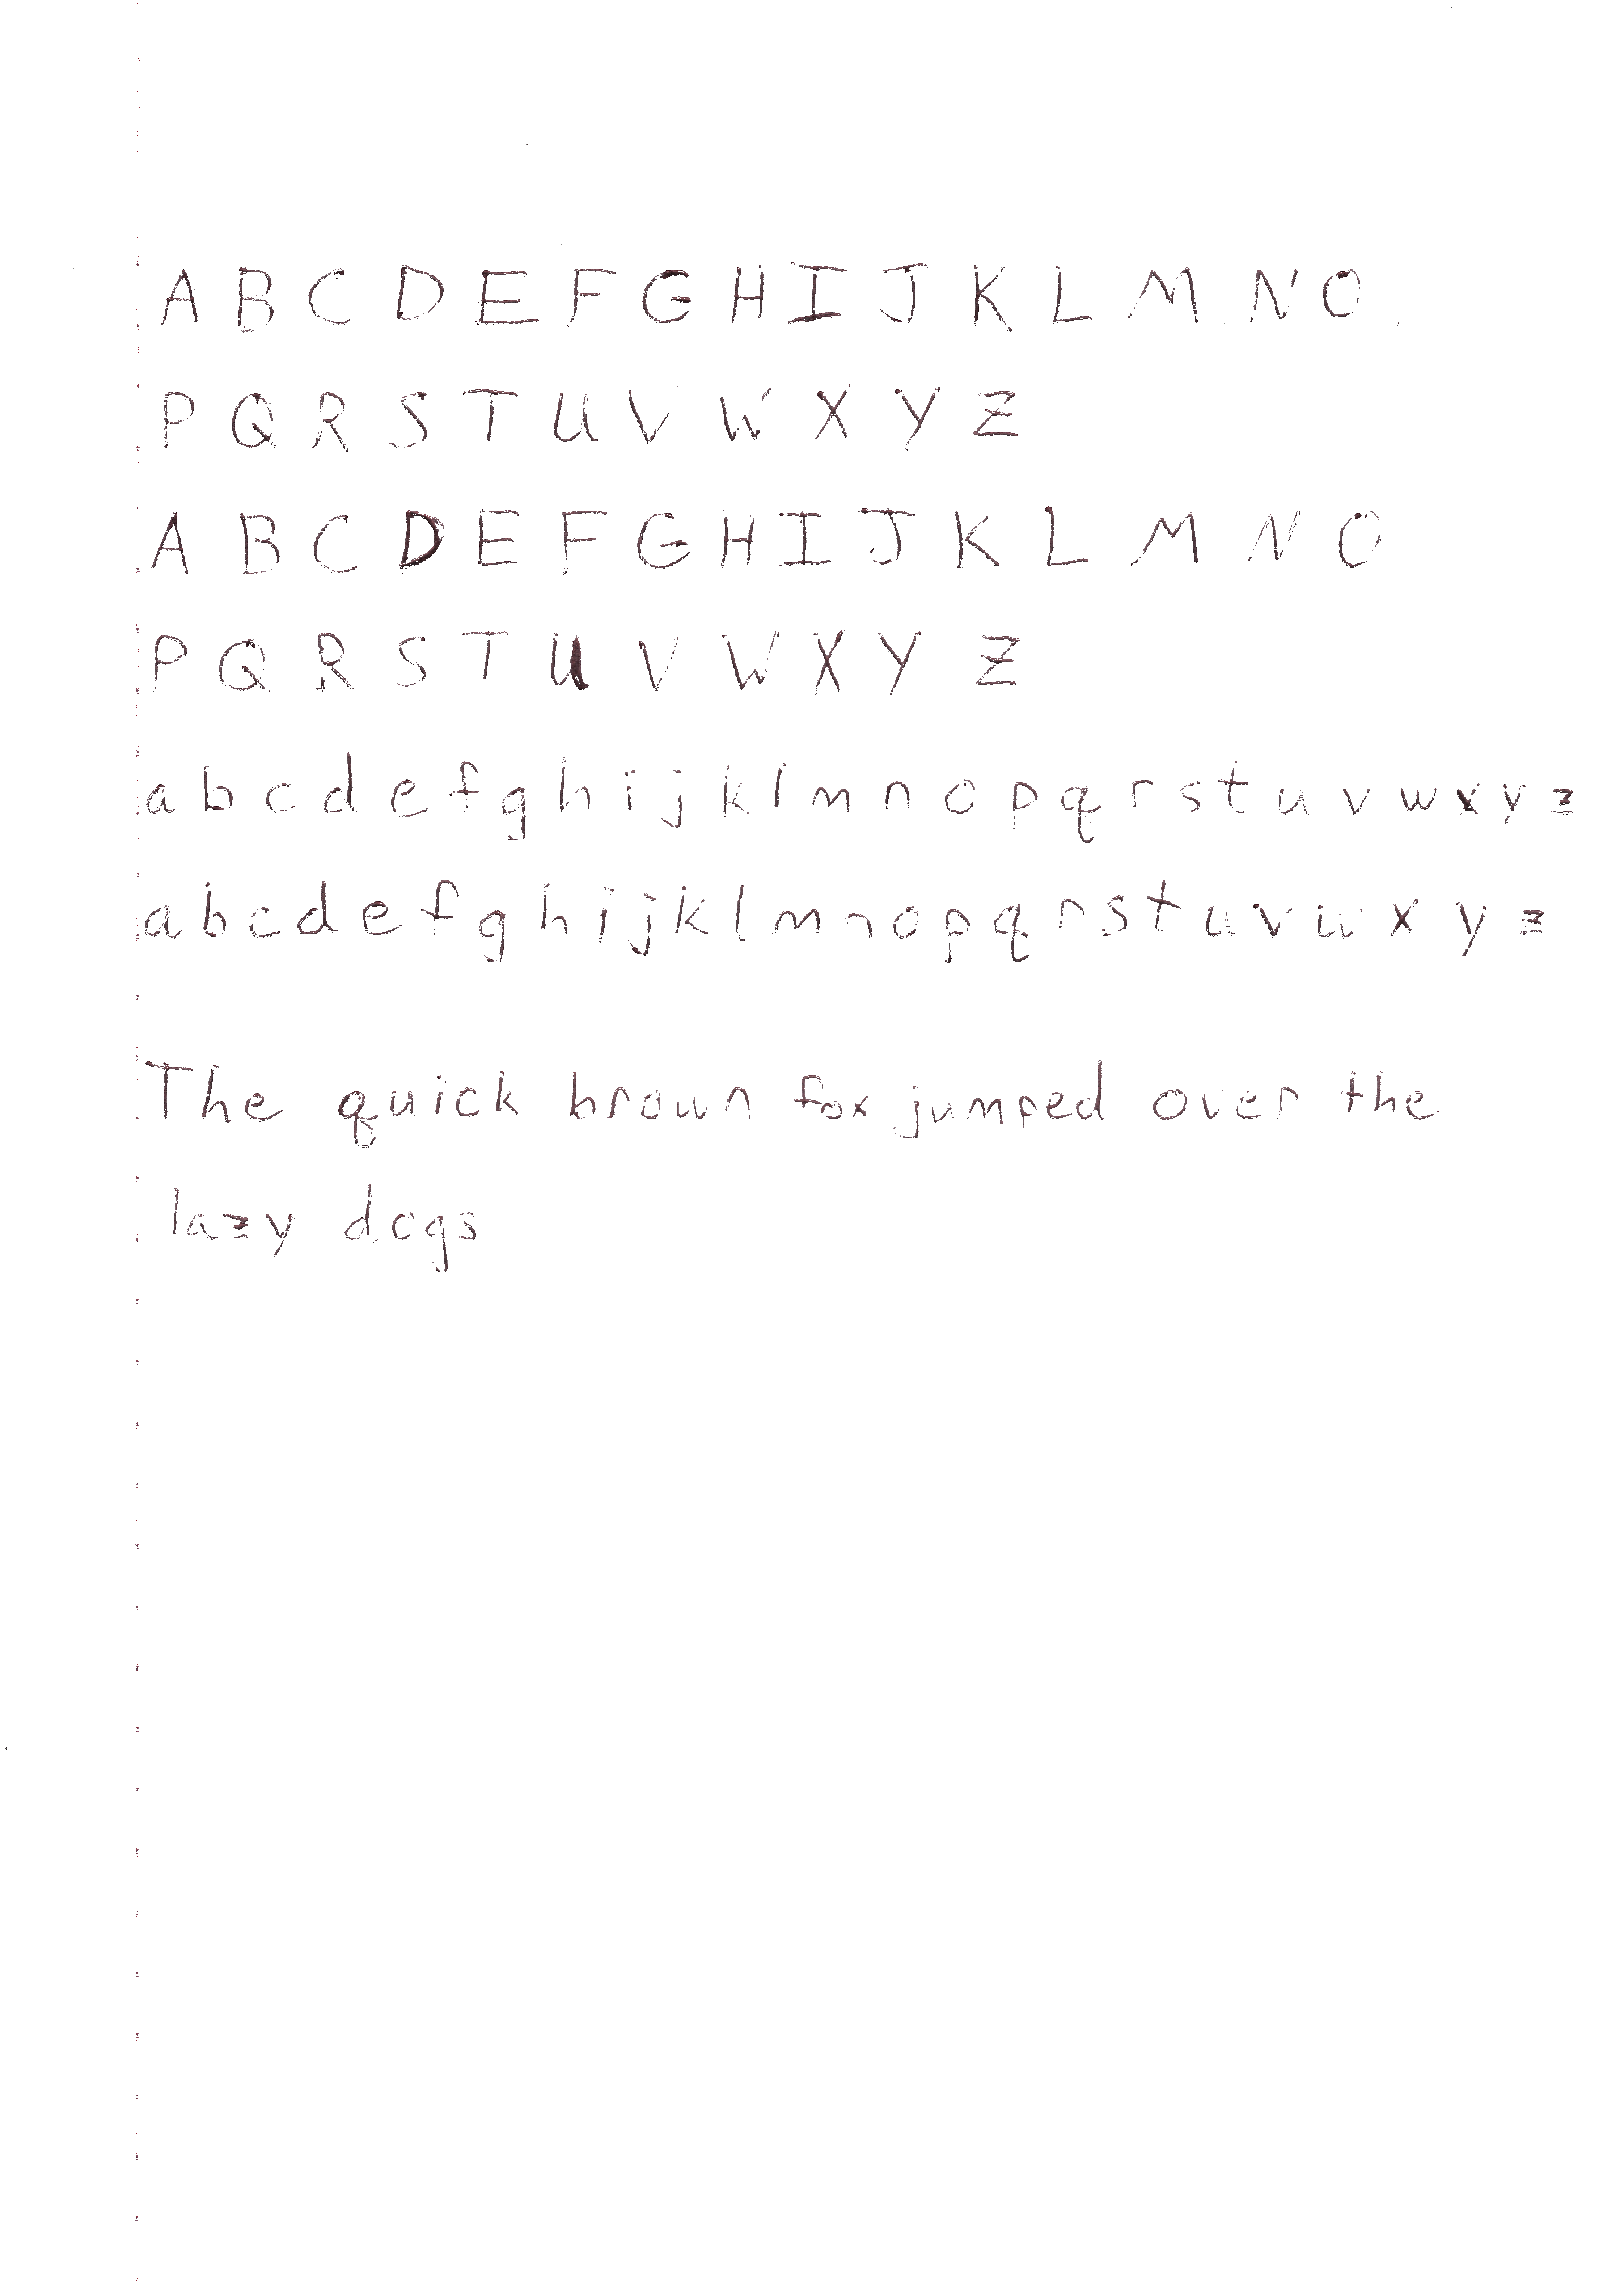 A B C D E F G H I J K L M N O
P Q R S T U V W X Y Z
A B C D E F G H I J K L M N O
P Q R S T U V W X Y Z
a b c d e f g h i j k l m n o p q r s t u v w x y z
a b c d e f g h i j k l m n o p q r s t u v w x y z
The quick brown fox jumped over the
lazy dogs